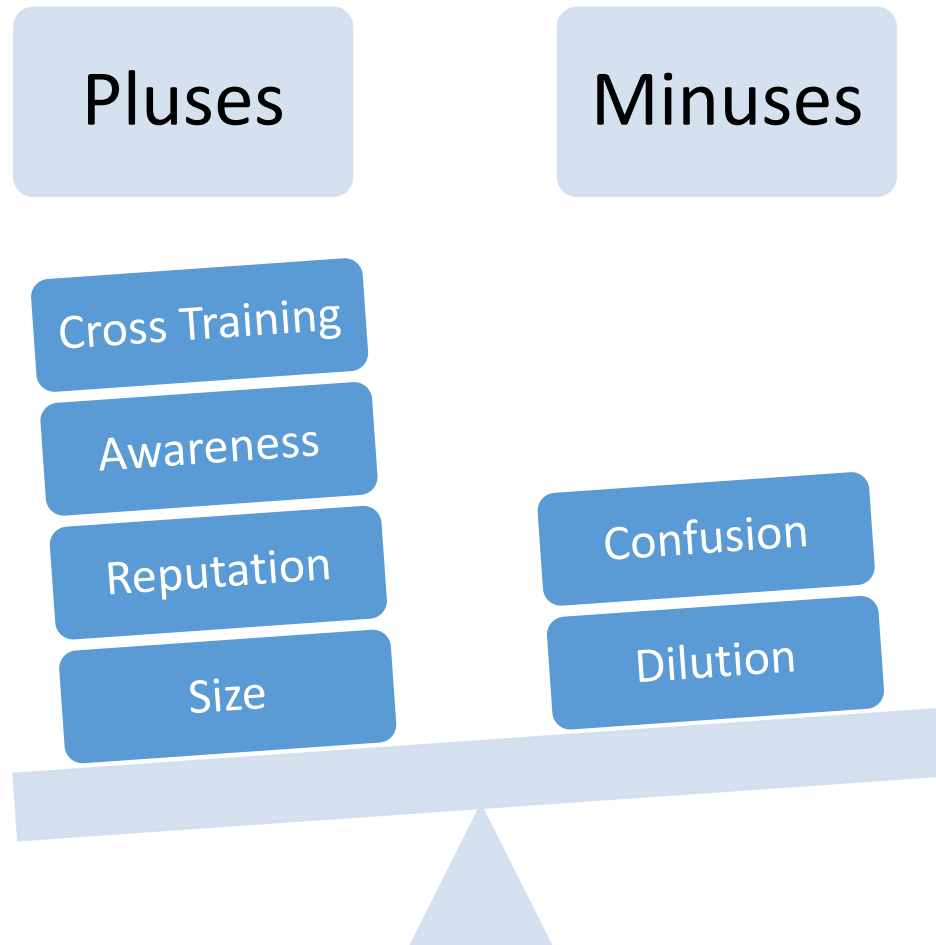 Pluses
Minuses
Cross Training
Awareness
Reputation
Size
Confusion
Dilution